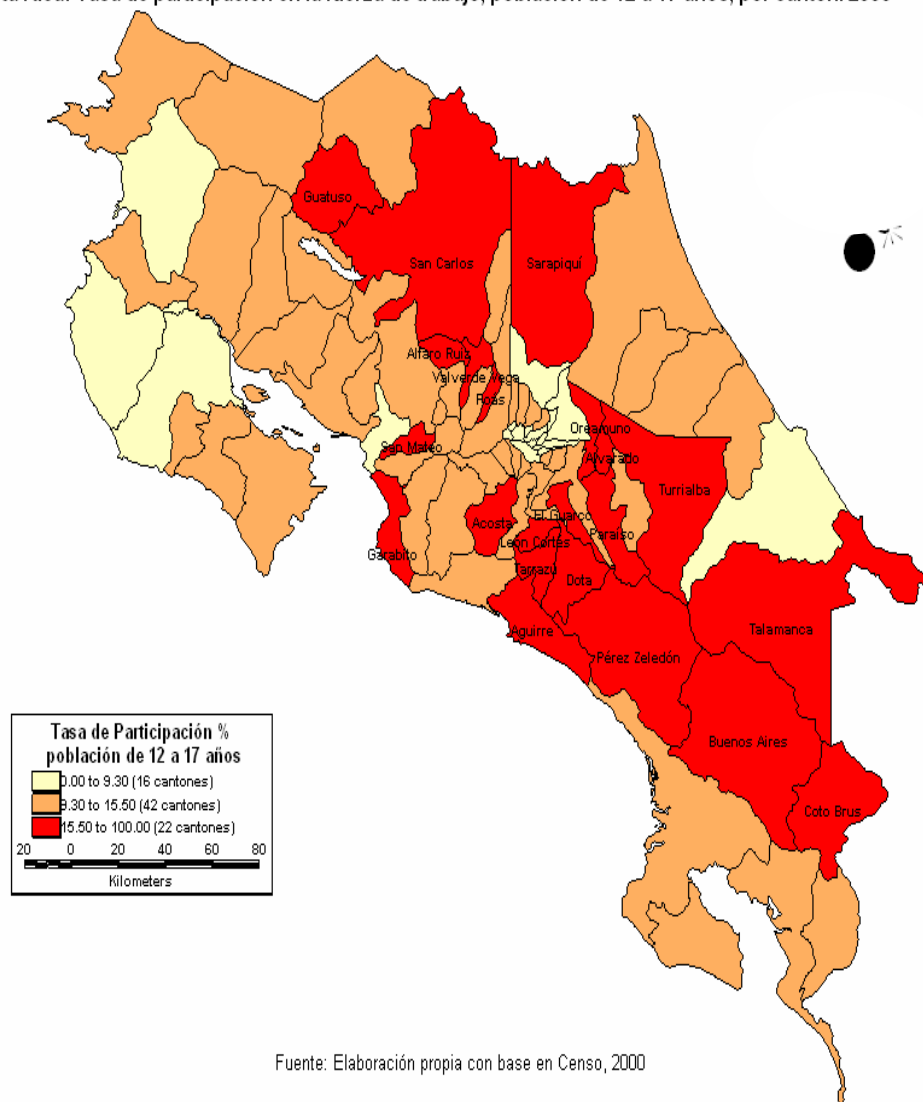 Tasa de participación en la fuerza de trabajo, población de 12 a 17 años, por cantón. 2000
Guatuso
San Carlos
Sarapiquí
Alfaro Ruiz
Valverde Vega
Poás
Oreamuno
San Mateo
Alvarado
Turrialba
Acosta
El Guarco
Paraíso
León Cortés
Garabito
Tarrazú
Dota
Aguirre
Talamanca
Pérez Zeledón
Buenos Aires
Coto Brus
Tasa de Participación %
población de 12 a 17 años
0.00 to 9.30 (16 cantones)
9.30 to 15.50 (42 cantones)
15.50 to 100.00 (22 cantones)
20 0 20 40 60 80
Kilometers
Fuente: Elaboración propia con base en Censo, 2000